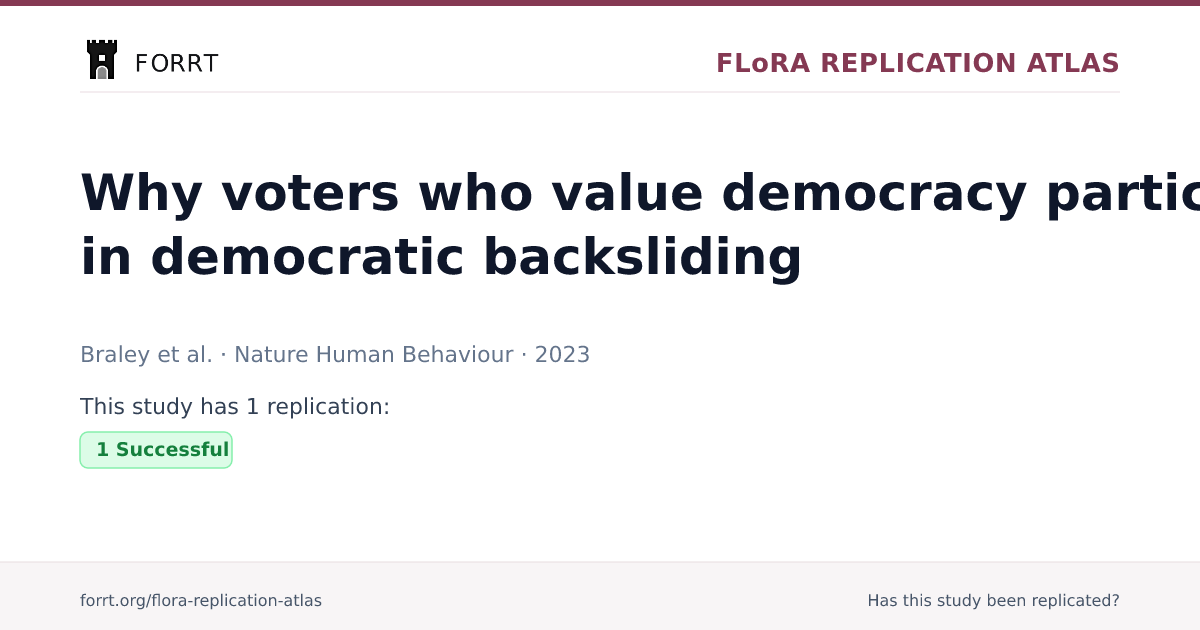 FORRT
FLoRA REPLICATION ATLAS
Why voters who value democracy partic
in democratic backsliding
Braley et al. · Nature Human Behaviour · 2023
This study has 1 replication:
1 Successful
forrt.org/flora-replication-atlas
Has this study been replicated?